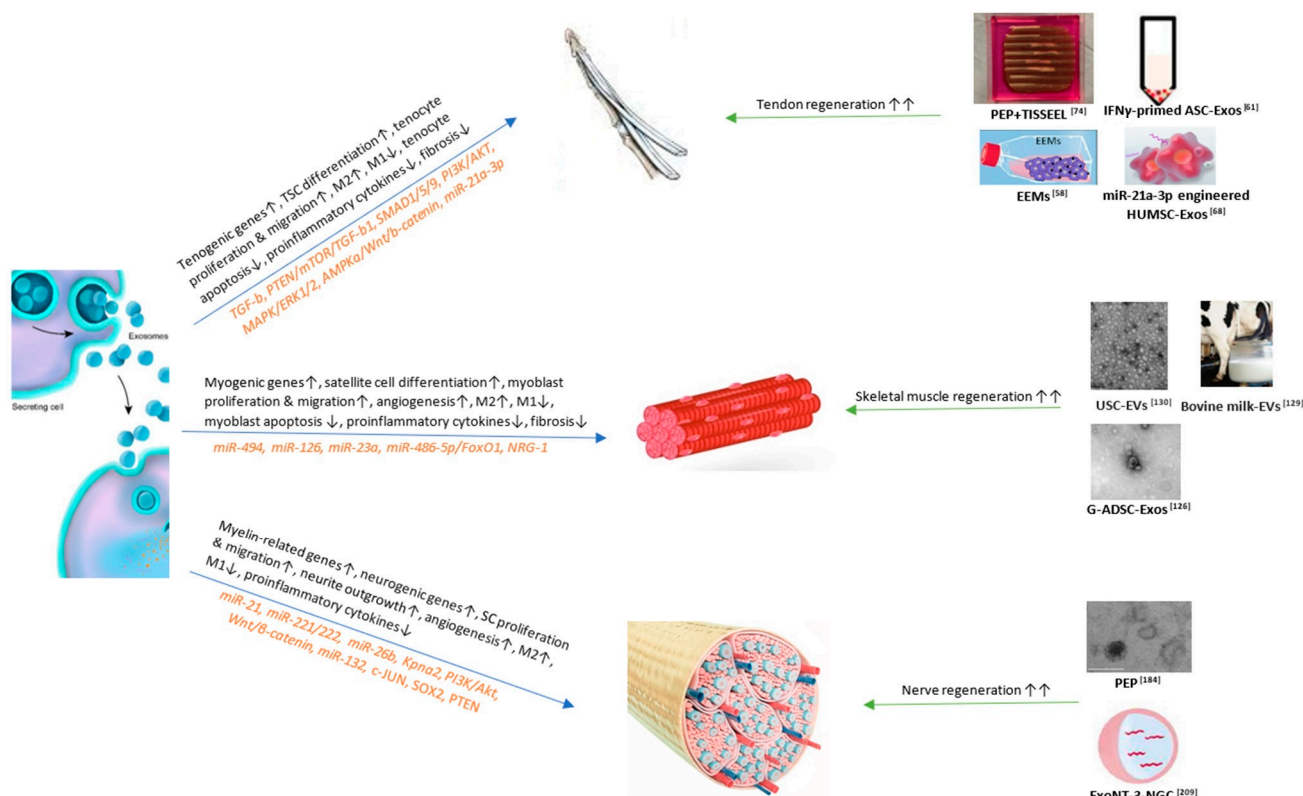 Tenogenic genes↑, TSC differentiation↑, tenocyte
proliferation & migration↑, M2↑, M1↓, tenocyte
apoptosis↓, proinflammatory cytokines↓, fibrosis↓
TGF-b, PTEN/mTOR/TGF-b1, SMAD1/5/9, PI3K/AKT,
MAPK/ERK1/2, AMPKα/Wnt/b-catenin, miR-21a-3p
Tendon regeneration ↑↑
PEP+TISSEEL [74]
IFNγ-primed ASC-Exos [61]
EEMs
EEMs [58]
miR-21a-3p engineered
HUMSC-Exos [68]
Exosomes
Secreting cell
Myogenic genes↑, satellite cell differentiation↑, myoblast
proliferation & migration↑, angiogenesis↑, M2↑, M1↓,
myoblast apoptosis ↓, proinflammatory cytokines↓, fibrosis↓
miR-494, miR-126, miR-23a, miR-486-5p/FoxO1, NRG-1
Skeletal muscle regeneration ↑↑
USC-EVs [130]
Bovine milk-EVs [129]
G-ADSC-Exos [126]
Myelin-related genes↑, neurogenic genes↑, SC proliferation
& migration↑, neurite outgrowth↑, angiogenesis↑, M2↑,
M1↓, proinflammatory cytokines↓
miR-21, miR-221/222, miR-26b, Kpna2, PI3K/Akt,
Wnt/β-catenin, miR-132, c-JUN, SOX2, PTEN
Nerve regeneration ↑↑
PEP [184]
ExoNT-3-NGC [209]